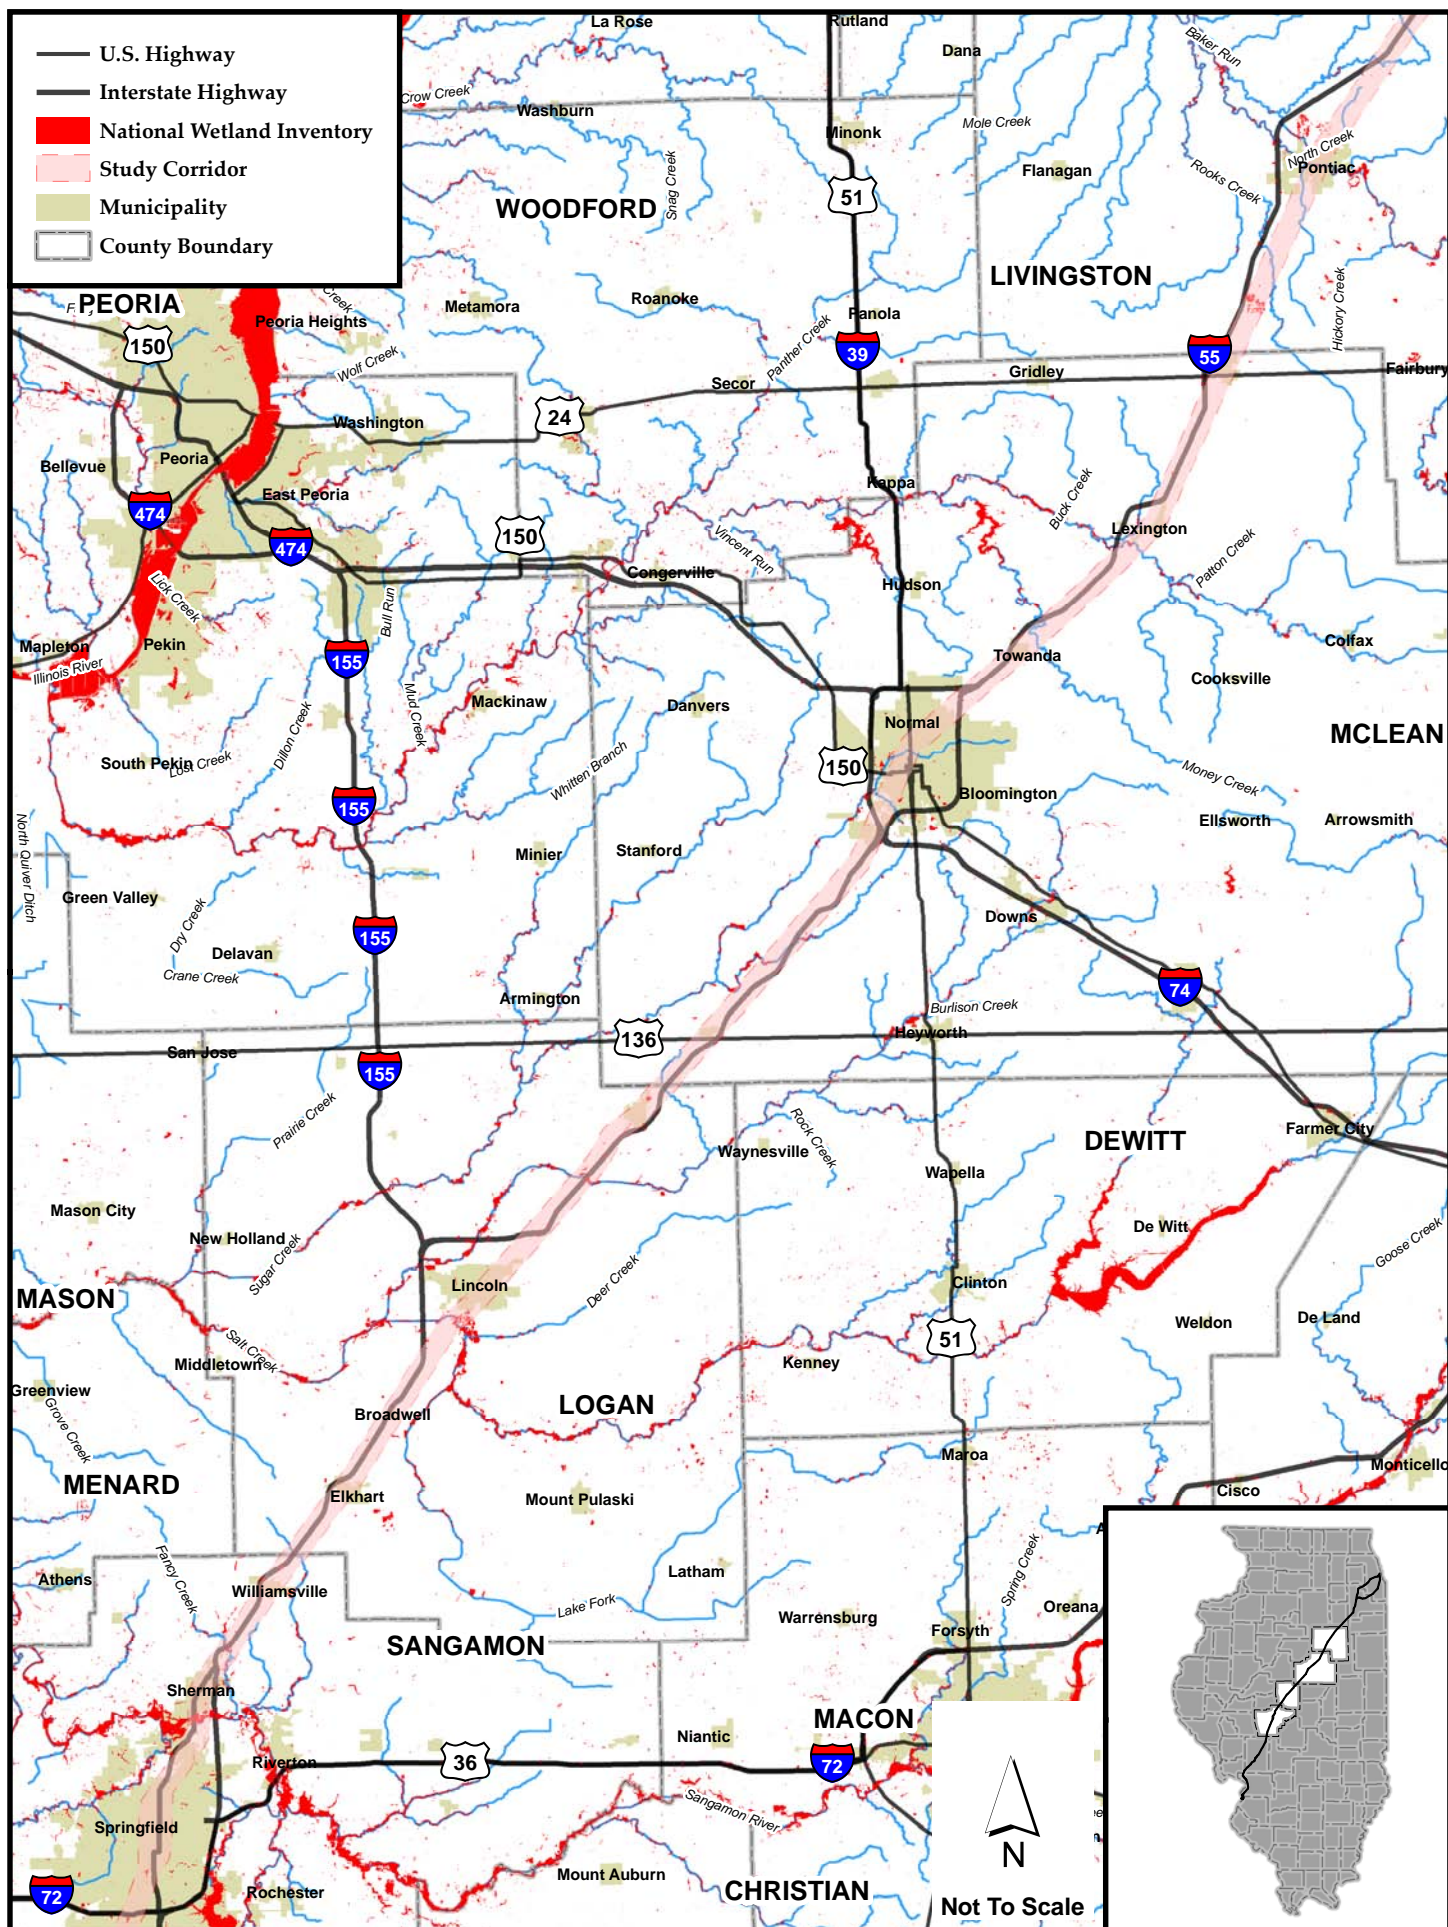 U.S. Highway
Interstate Highway
National Wetland Inventory
Study Corridor
Municipality
County Boundary
La Rose
Rutland
Dana
Baker Run
Crow Creek
Washburn
Minonk
Mole Creek
North Creek
Pontiac
Flanagan
Rooks Creek
Snag Creek
51
WOODFORD
LIVINGSTON
PEORIA
Creek
Peoria Heights
Metamora
Roanoke
Panola
Hickory Creek
150
Wolf Creek
Panther Creek
39
55
Secor
Gridley
Fairbury
24
Washington
Bellevue
Peoria
East Peoria
Kappa
Buck Creek
Lexington
474
474
150
Vincent Run
Congerville
Hudson
Patton Creek
Lick Creek
Bull Run
Mapleton
Pekin
Illinois River
155
Towanda
Colfax
Cooksville
Mackinaw
Mud Creek
Danvers
Normal
MCLEAN
Dillon Creek
South Pekin
Lost Creek
Whitten Branch
150
Money Creek
155
Bloomington
Ellsworth
Arrowsmith
North Quiver Ditch
Minier
Stanford
Green Valley
Dry Creek
Downs
155
Delavan
Crane Creek
Armington
74
Burlison Creek
Heyworth
136
San Jose
155
Prairie Creek
Rock Creek
Farmer City
DEWITT
Waynesville
Wapella
Mason City
De Witt
New Holland
Sugar Creek
Goose Creek
Deer Creek
Lincoln
Clinton
MASON
Weldon
De Land
Salt Creek
Middletown
51
Kenney
Greenview
Grove Creek
Broadwell
LOGAN
Maroa
Monticello
MENARD
Elkhart
Mount Pulaski
Cisco
Spring Creek
Athens
Fancy Creek
Williamsville
Latham
Lake Fork
Warrensburg
Oreana
Forsyth
SANGAMON
Sherman
MACON
Niantic
Riverton
36
72
Sangamon River
Springfield
Mount Auburn
N
72
Rochester
CHRISTIAN
Not To Scale